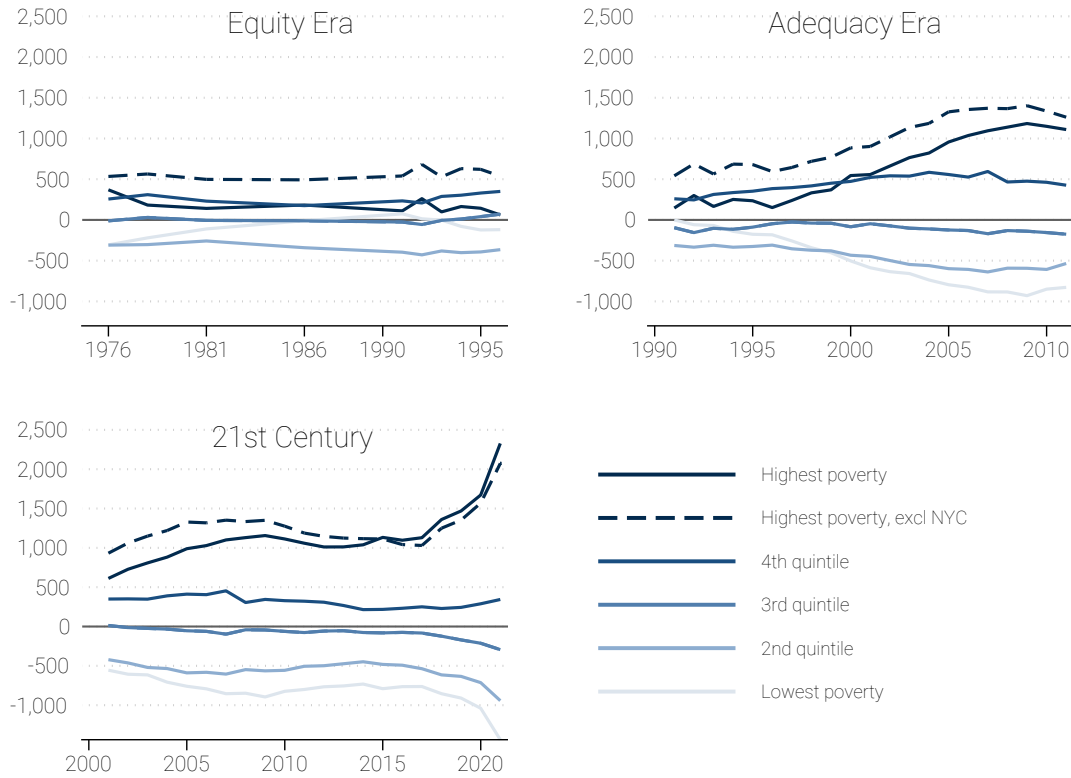 Equity Era
2,500
2,000
1,500
1,000
500
0
-500
-1,000
1976 1981 1986 1990 1995
Adequacy Era
2,500
2,000
1,500
1,000
500
0
-500
-1,000
1990 1995 2000 2005 2010
21st Century
2,500
2,000
1,500
1,000
500
0
-500
-1,000
2000 2005 2010 2015 2020
Highest poverty
Highest poverty, excl NYC
4th quintile
3rd quintile
2nd quintile
Lowest poverty